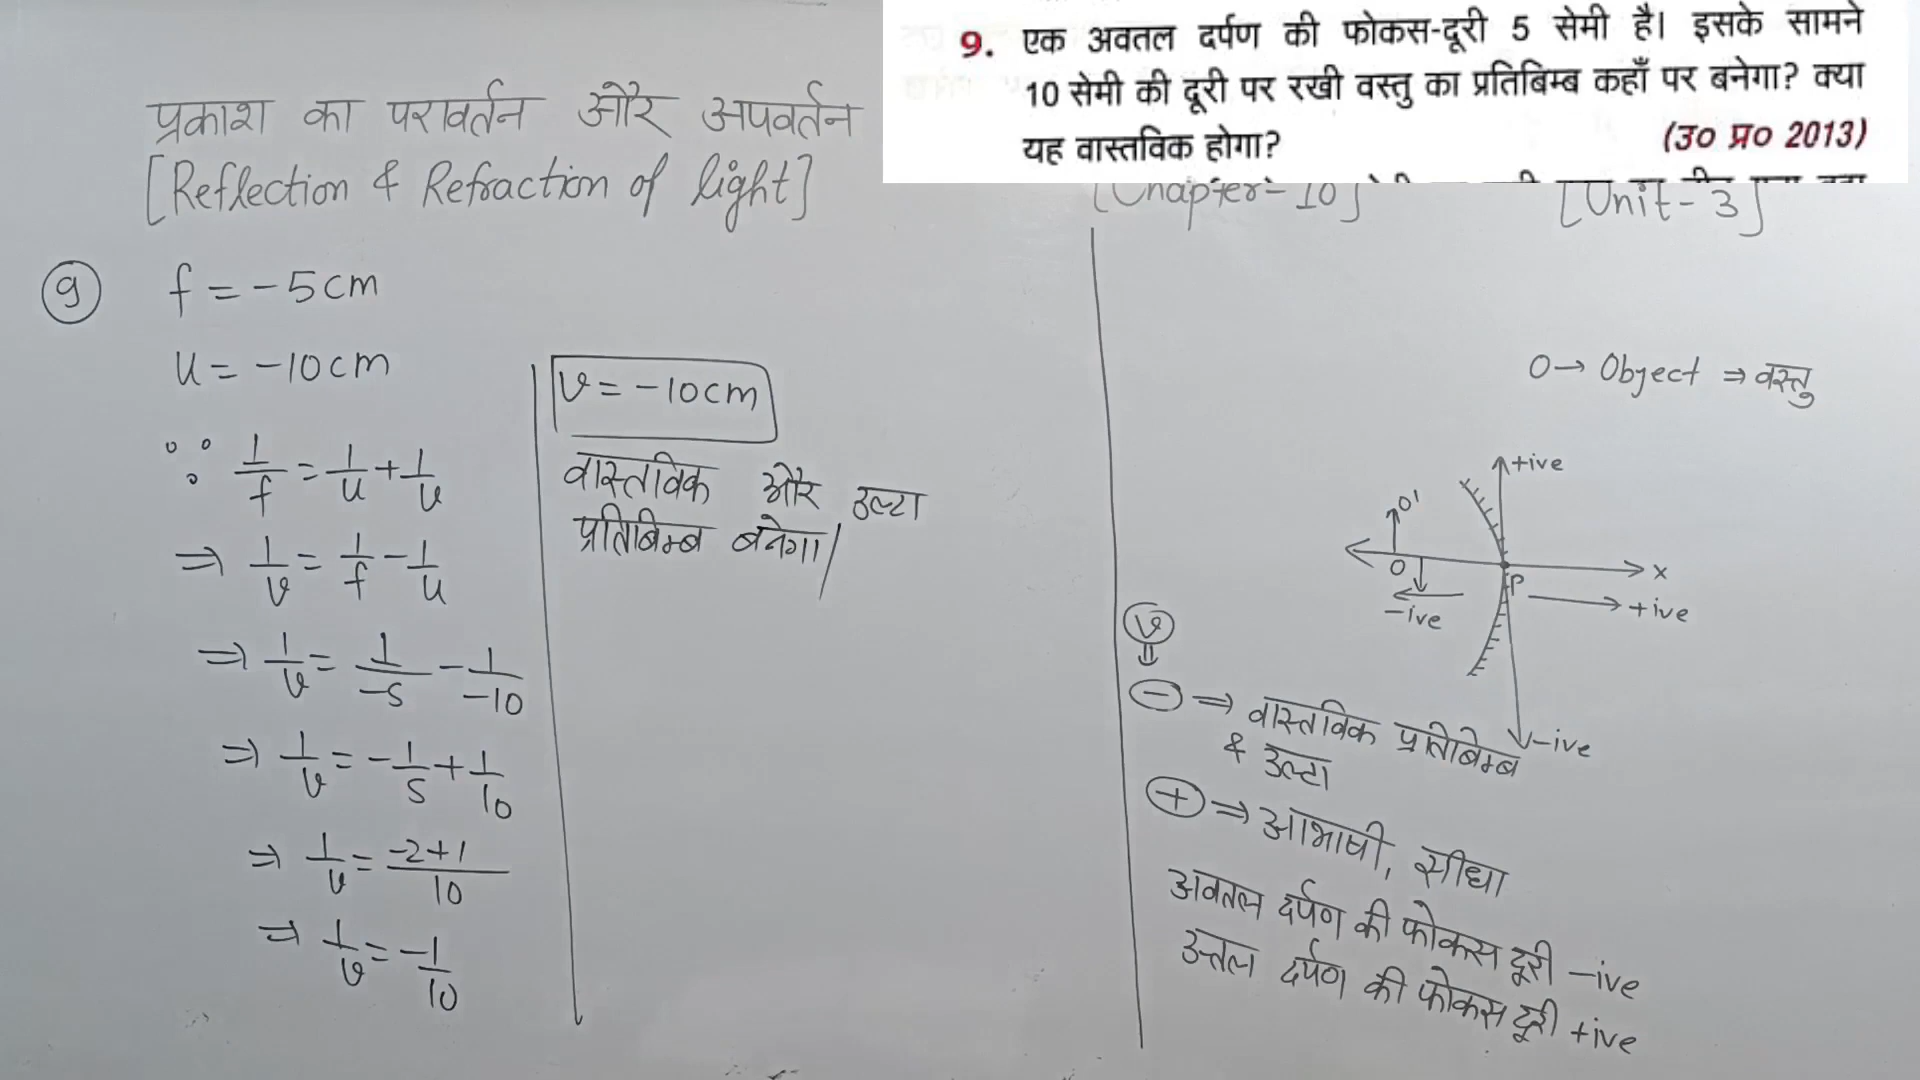 9. एक अवतल दर्पण की फोकस-दूरी 5 सेमी है। इसके सामने
10 सेमी की दूरी पर रखी वस्तु का प्रतिबिम्ब कहाँ पर बनेगा? क्या
यह वास्तविक होगा? (उ० प्र० 2013)
प्रकाश का परावर्तन और अपवर्तन
[Reflection & Refraction of light]
[Chapter-10] [Unit-3]
9 f = -5cm
u = -10cm
∵ 1/f = 1/u + 1/v
⇒ 1/v = 1/f - 1/u
⇒ 1/v = 1/-5 - 1/-10
⇒ 1/v = -1/5 + 1/10
⇒ 1/v = -2+1/10
⇒ 1/v = -1/10
v = -10cm
वास्तविक और उल्टा
प्रतिबिम्ब बनेगा/
O → Object ⇒ वस्तु
+ive
O'
O
P
x
-ive
+ive
-ive
v
⇓
- ⇒ वास्तविक प्रतिबिम्ब
& उल्टा
+ ⇒ आभाषी, सीधा
अवतल दर्पण की फोकस दूरी -ive
उत्तल दर्पण की फोकस दूरी +ive